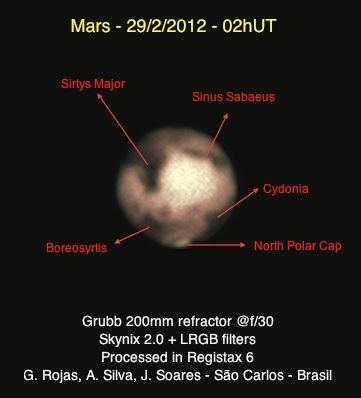 Mars - 29/2/2012 - 02hUT
Sirtys Major
Sinus Sabaeus
Cydonia
Boreosyrtis
North Polar Cap
Grubb 200mm refractor @f/30
Skynix 2.0 + LRGB filters
Processed in Registax 6
G. Rojas, A. Silva, J. Soares - São Carlos - Brasil